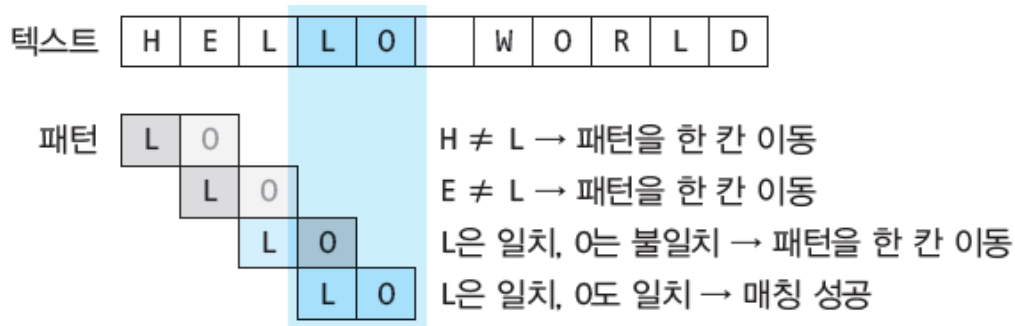 텍스트 H E L L O W O R L D
패턴 L O H ≠ L → 패턴을 한 칸 이동
L O E ≠ L → 패턴을 한 칸 이동
L O L은 일치, O는 불일치 → 패턴을 한 칸 이동
L O L은 일치, O도 일치 → 매칭 성공